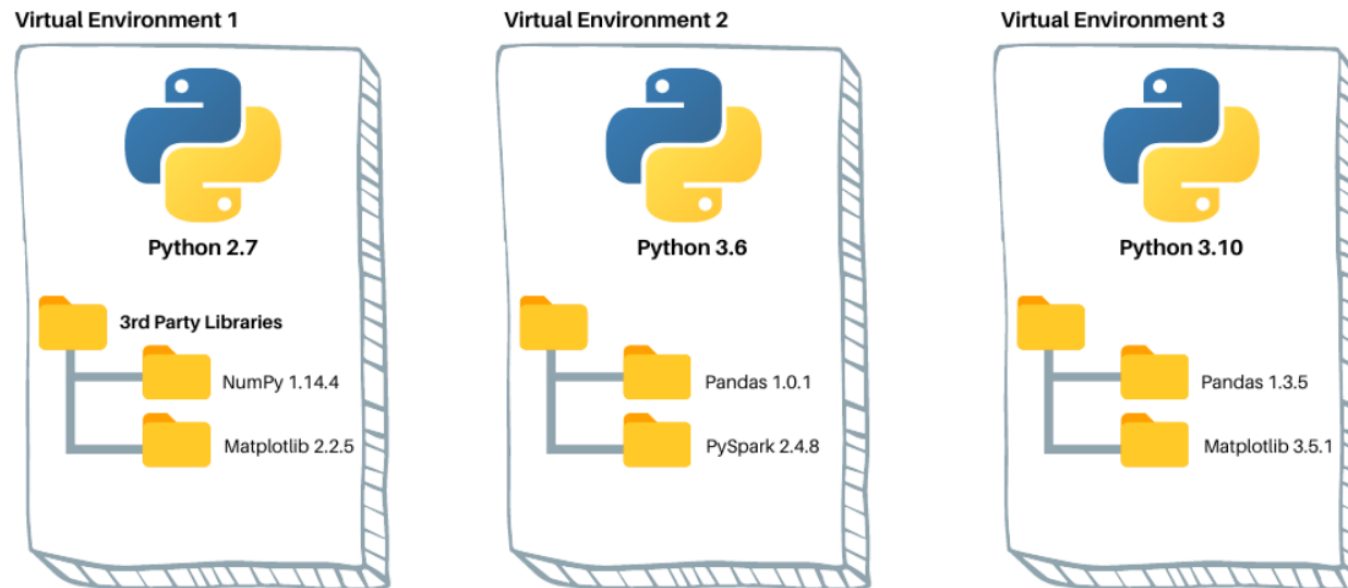 Virtual Environment 1
Python 2.7
3rd Party Libraries
NumPy 1.14.4
Matplotlib 2.2.5
Virtual Environment 2
Python 3.6
Pandas 1.0.1
PySpark 2.4.8
Virtual Environment 3
Python 3.10
Pandas 1.3.5
Matplotlib 3.5.1